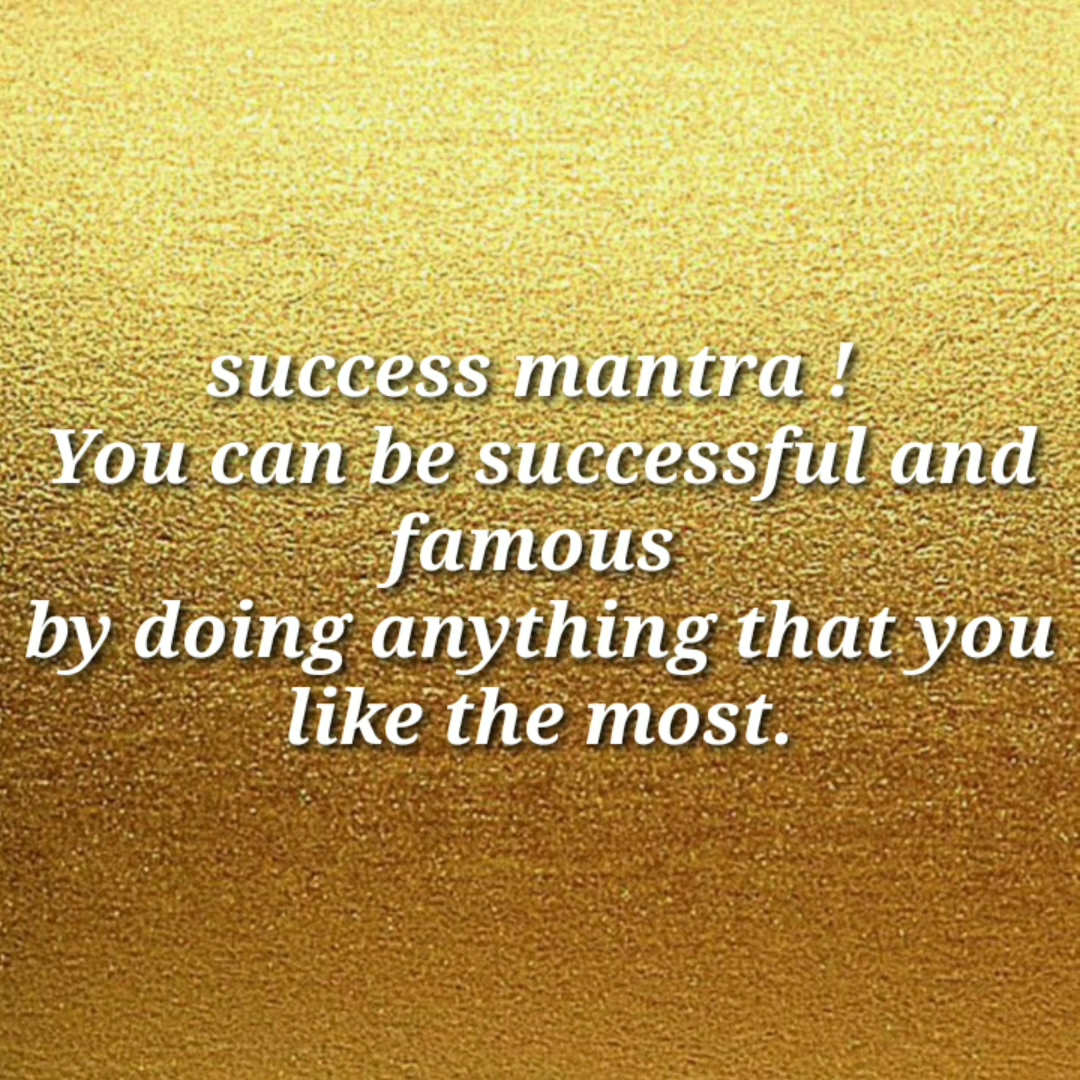 success mantra !
You can be successful and
famous
by doing anything that you
like the most.